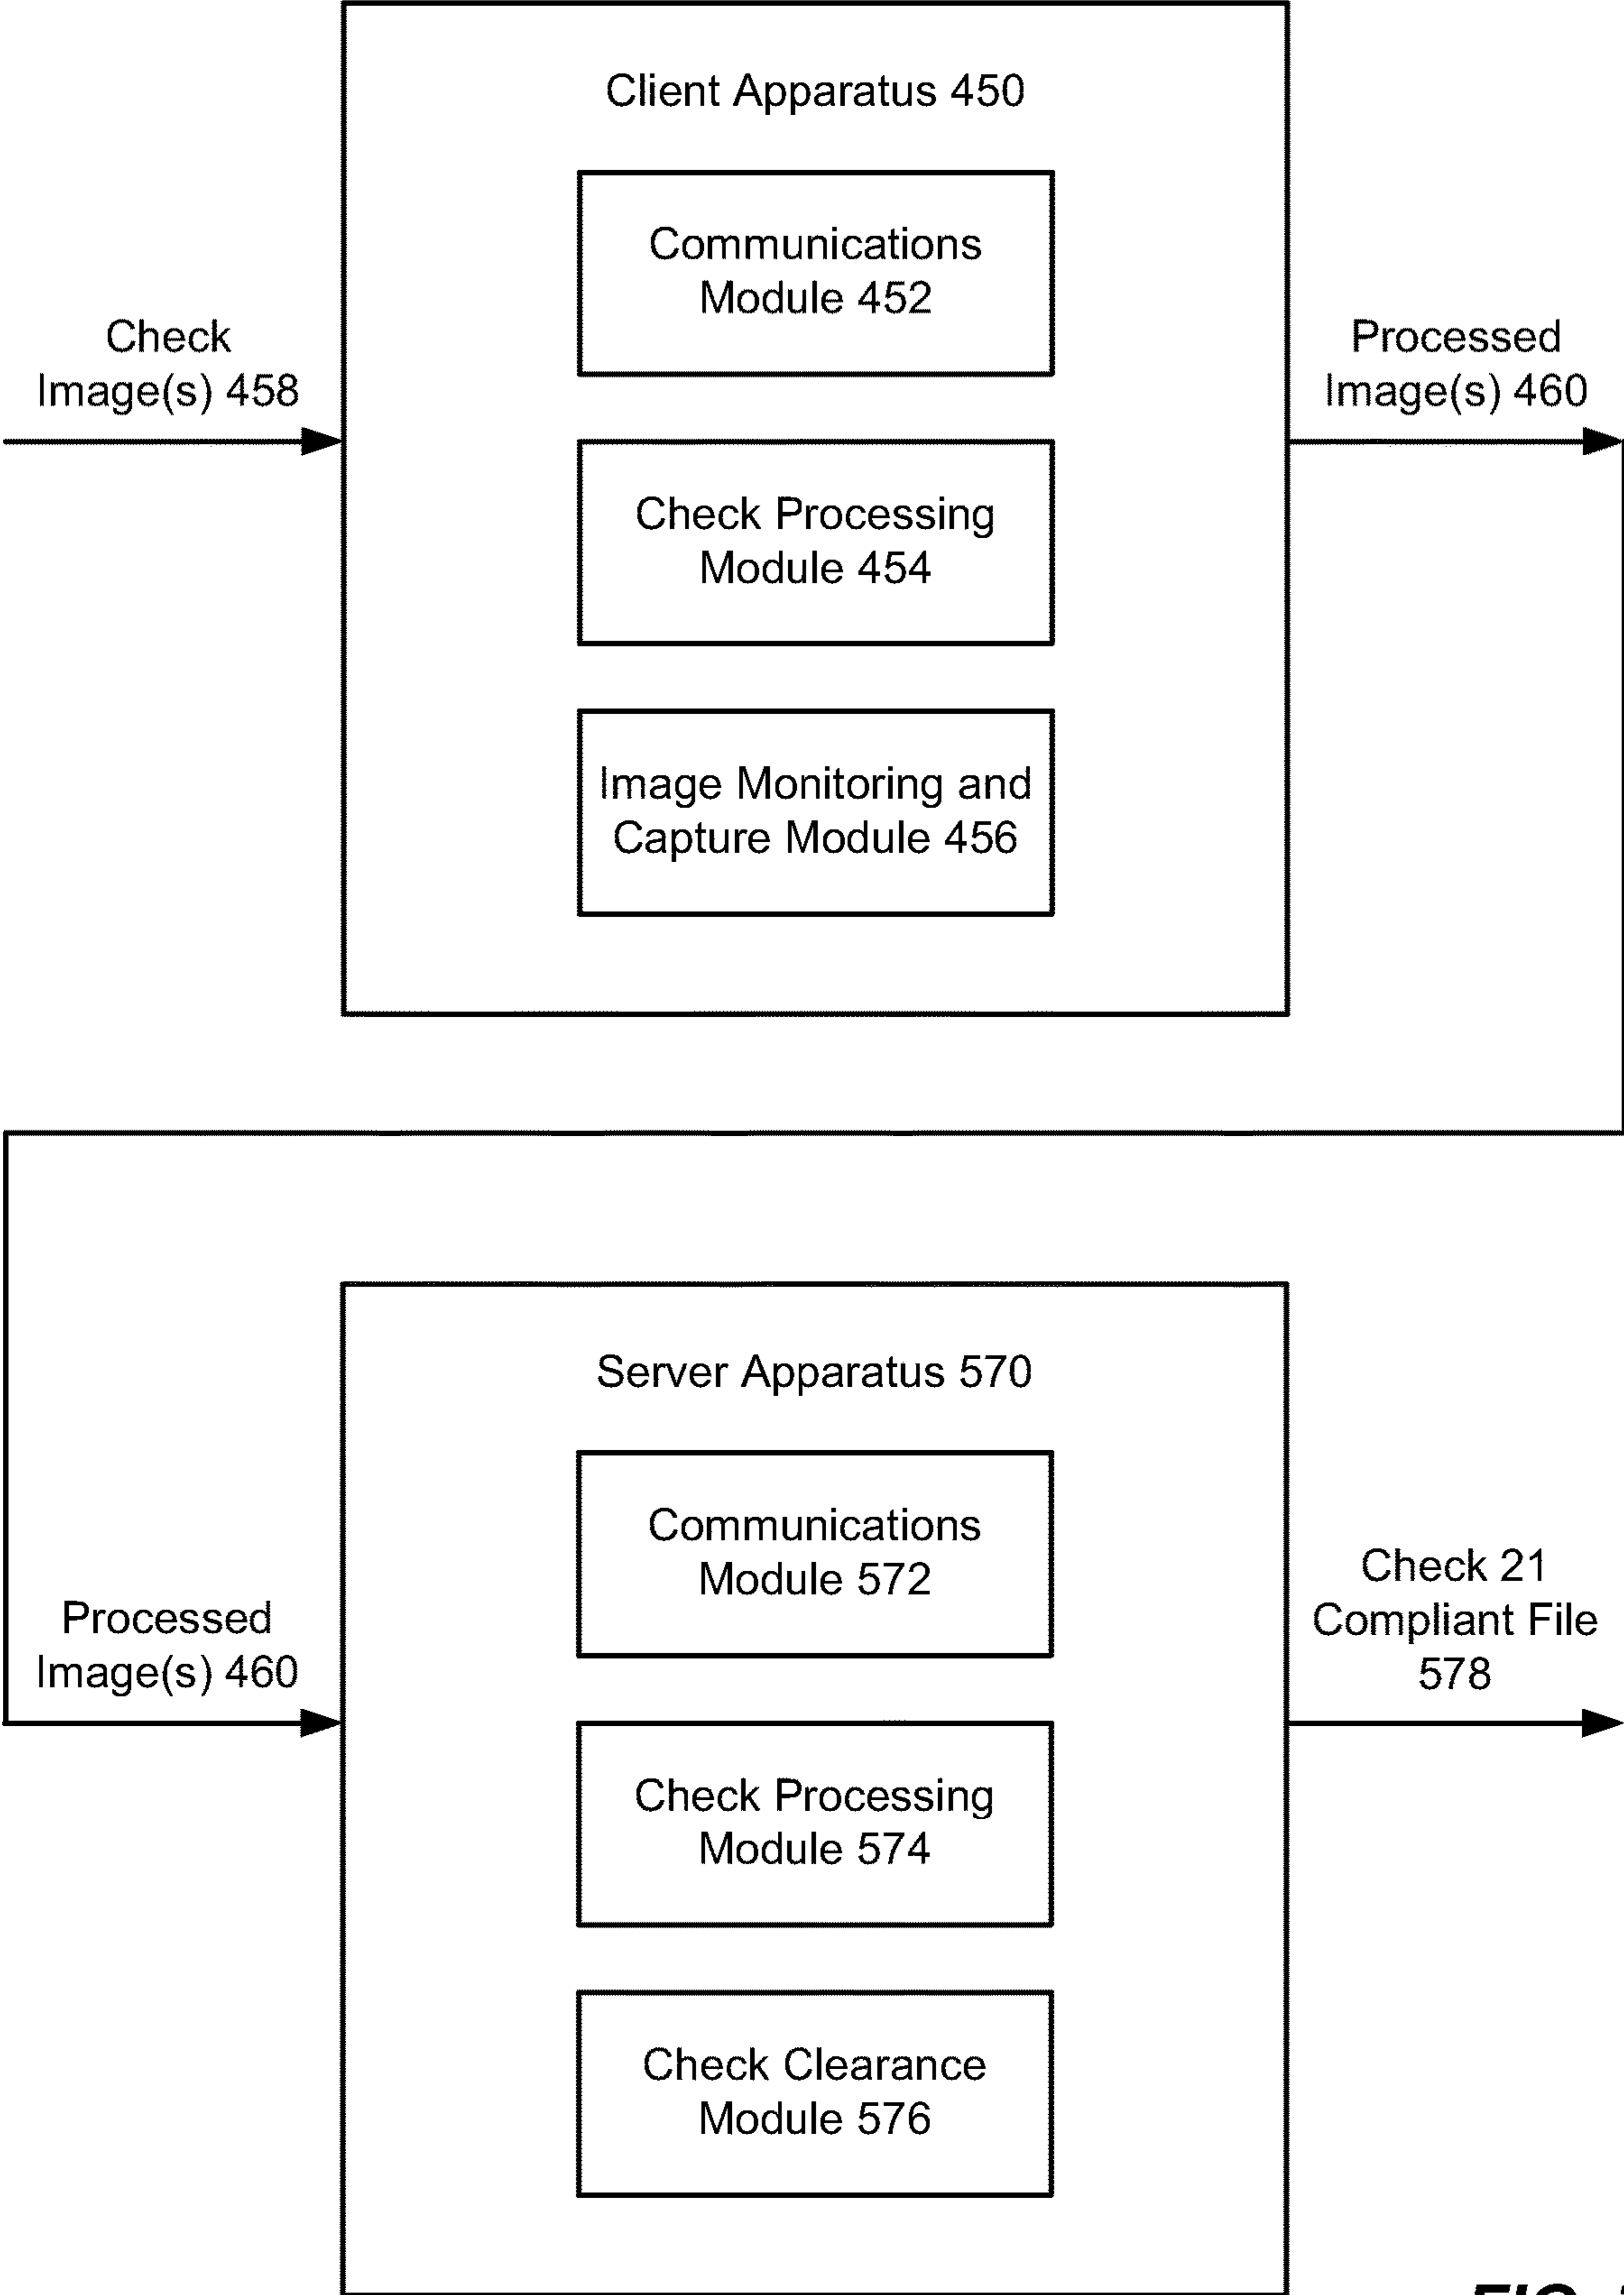 Client Apparatus 450
Communications
Module 452
Check
Image(s) 458
Processed
Image(s) 460
Check Processing
Module 454
Image Monitoring and
Capture Module 456
Server Apparatus 570
Communications
Module 572
Processed
Image(s) 460
Check 21
Compliant File
578
Check Processing
Module 574
Check Clearance
Module 576